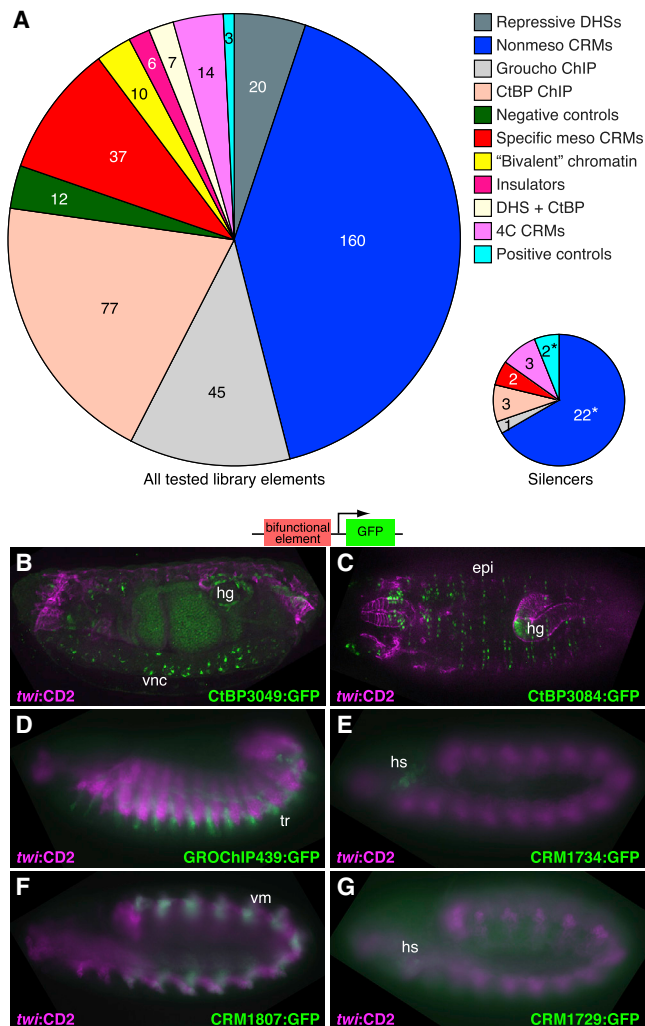 A
3
20
7
6
14
10
37
12
160
77
45
All tested library elements
Repressive DHSs
Nonmeso CRMs
Groucho ChIP
CtBP ChIP
Negative controls
Specific meso CRMs
“Bivalent” chromatin
Insulators
DHS + CtBP
4C CRMs
Positive controls
2*
3
2
3
1
22*
Silencers
bifunctional
element
GFP
B
hg
vnc
twi:CD2
CtBP3049:GFP
C
epi
hg
twi:CD2
CtBP3084:GFP
D
tr
twi:CD2
GROChIP439:GFP
E
hs
twi:CD2
CRM1734:GFP
F
vm
twi:CD2
CRM1807:GFP
G
hs
twi:CD2
CRM1729:GFP